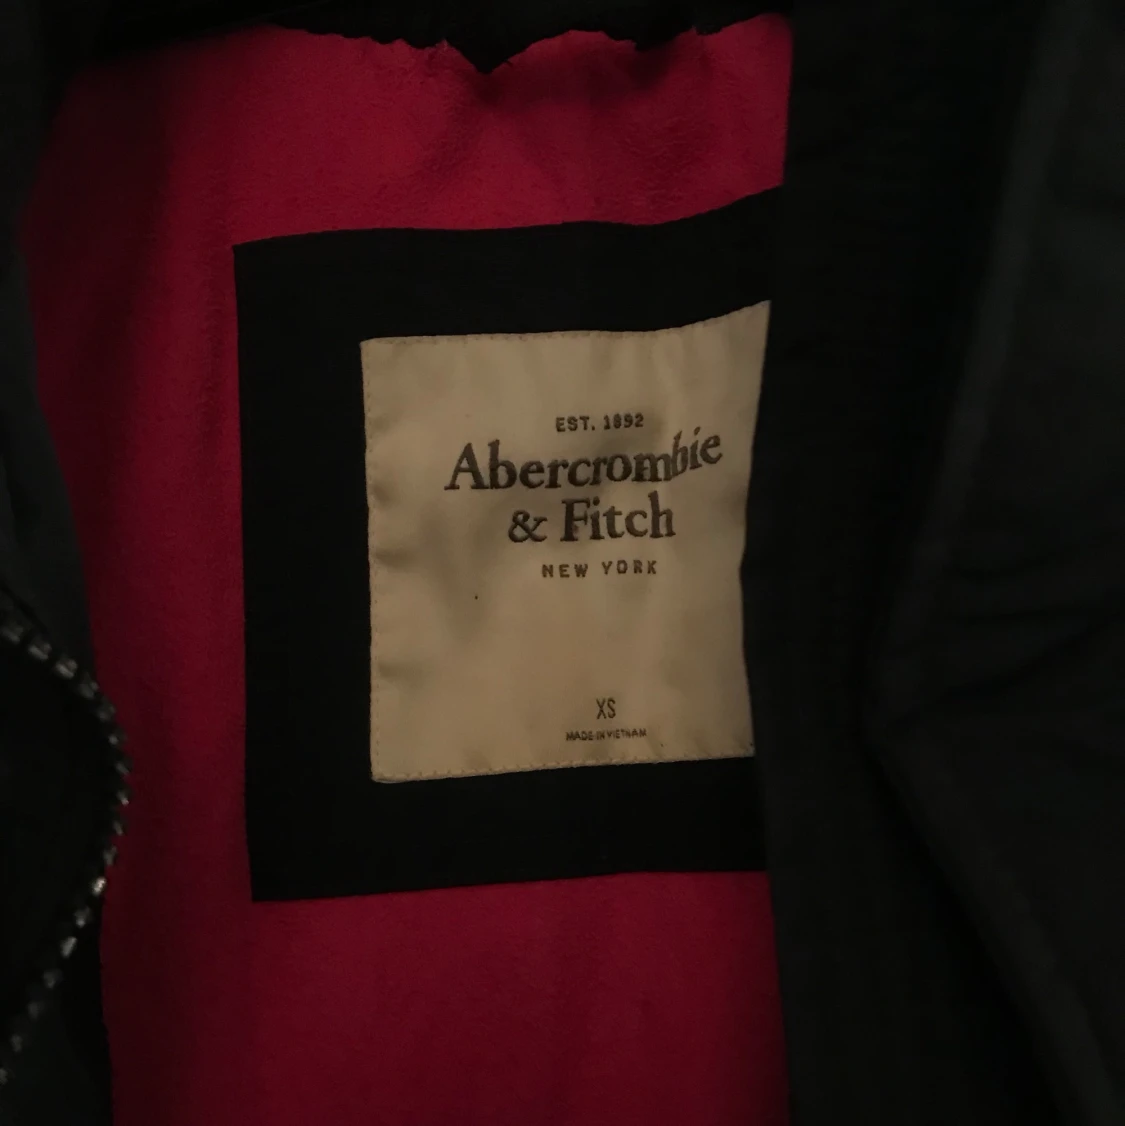 EST. 1892
Abercrombie
& Fitch
NEW YORK
XS
MADE IN VIETNAM